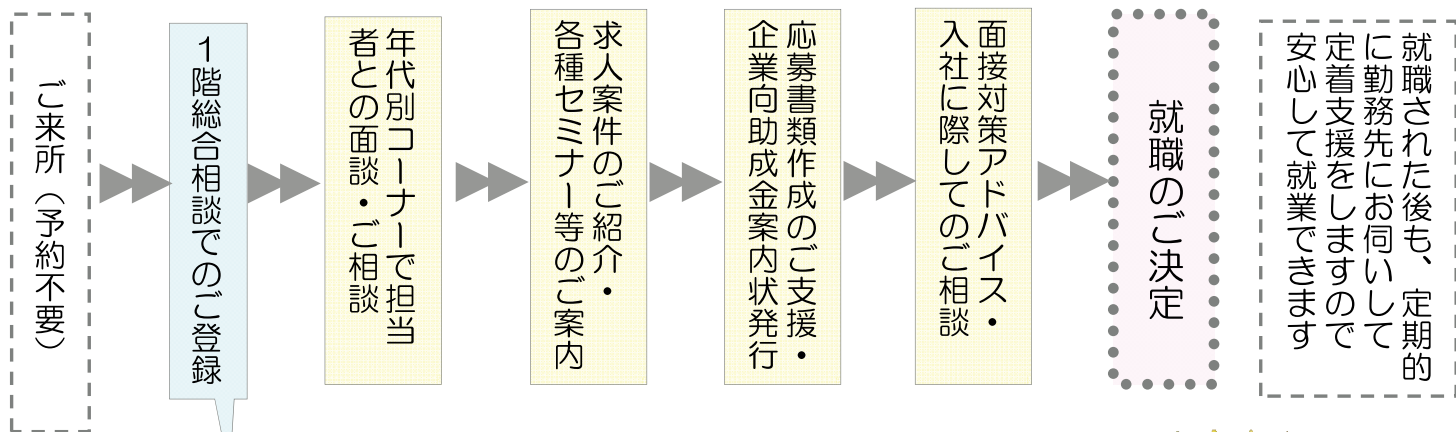 ご来所（予約不要）
１階総合相談でのご登録
年代別コーナーで担当
者との面談・ご相談
求人案件のご紹介・
各種セミナー等のご案内
応募書類作成のご支援・
企業向助成金案内状発行
面接対策アドバイス・
入社に際してのご相談
就職のご決定
就職された後も、定期的
に勤務先にお伺いして
定着支援をしますので
安心して就業できます